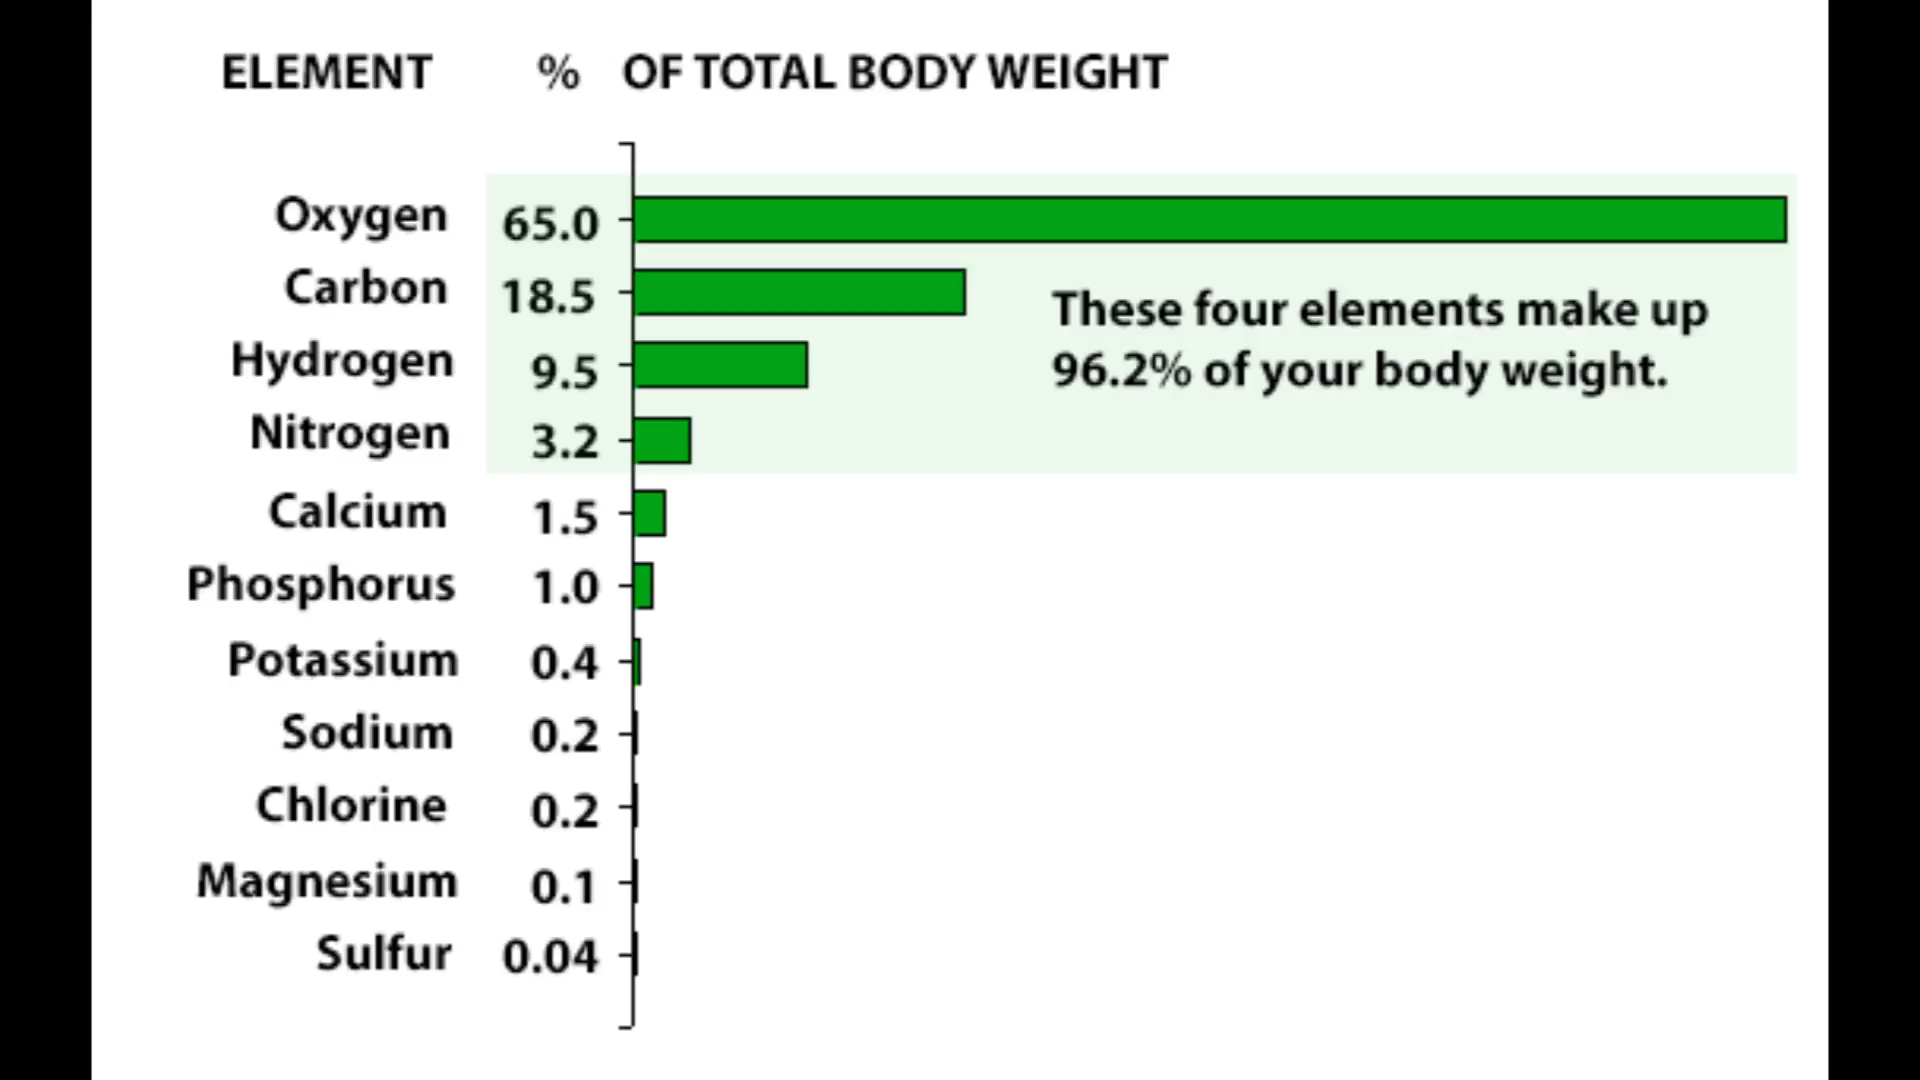 ELEMENT % OF TOTAL BODY WEIGHT
Oxygen 65.0
Carbon 18.5
These four elements make up
96.2% of your body weight.
Hydrogen 9.5
Nitrogen 3.2
Calcium 1.5
Phosphorus 1.0
Potassium 0.4
Sodium 0.2
Chlorine 0.2
Magnesium 0.1
Sulfur 0.04